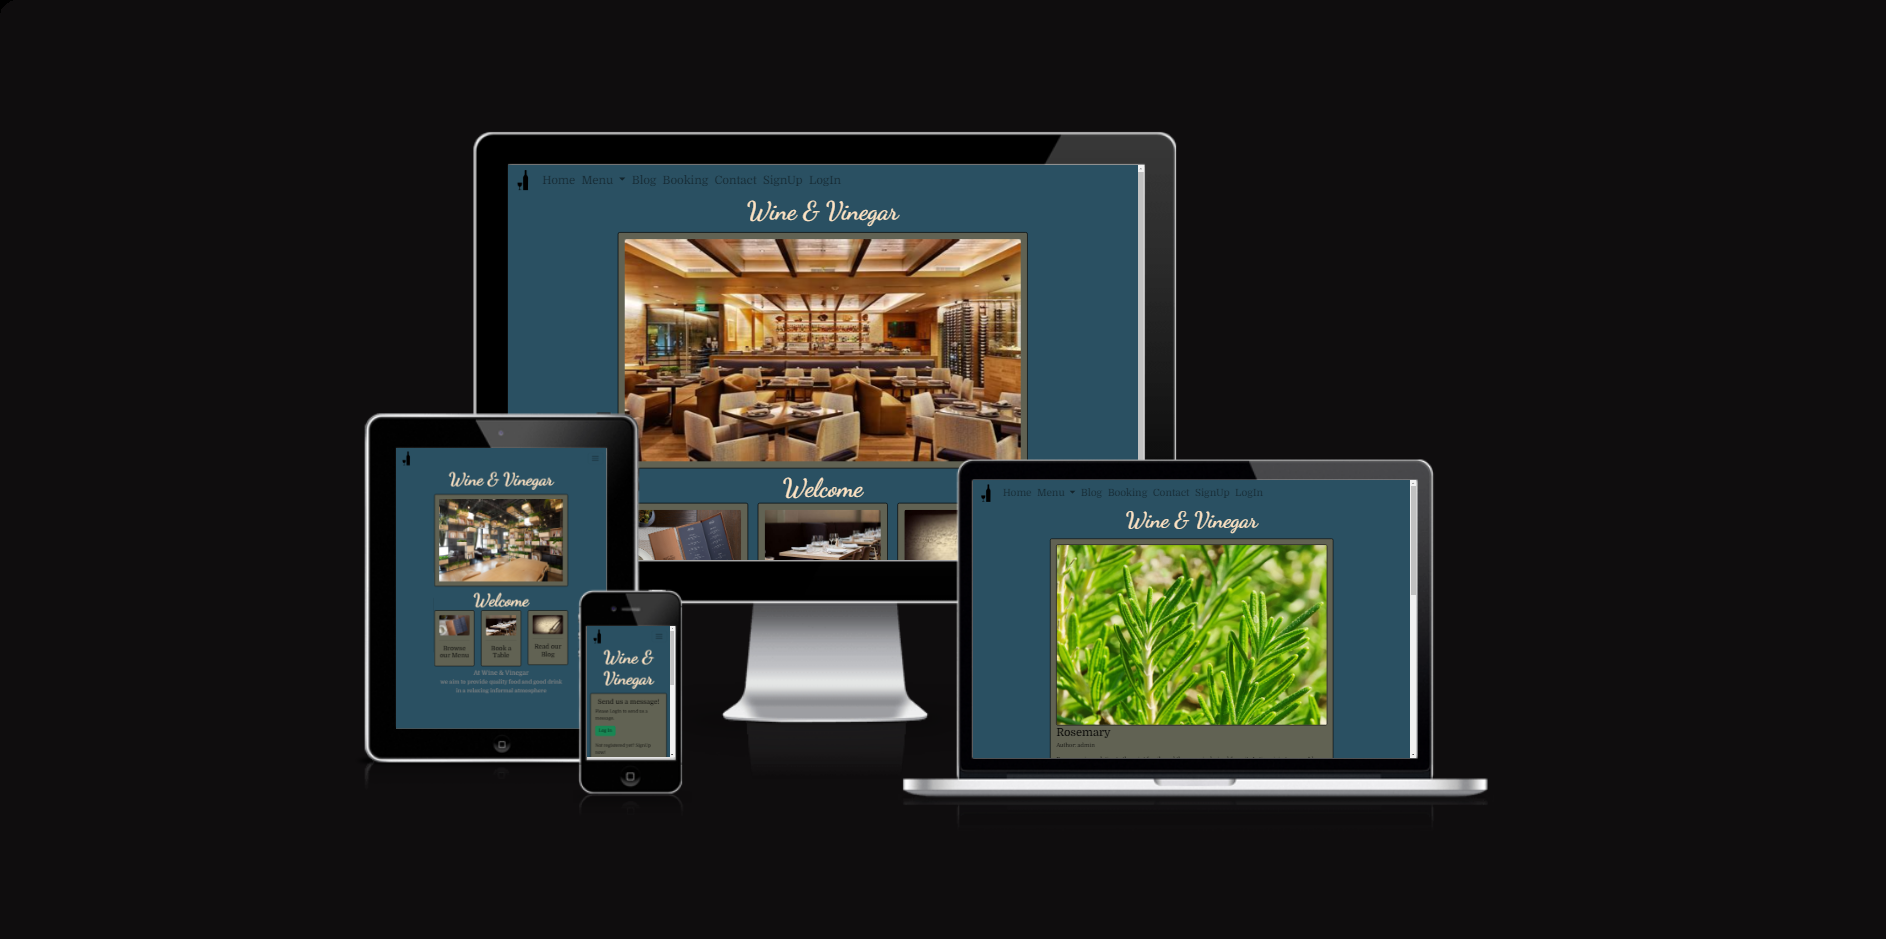 Home Menu Blog Booking Contact SignUp LogIn
Wine & Vinegar
Welcome
Wine & Vinegar
Welcome
Browse
our Menu
Book a
Table
Read our
Blog
At Wine & Vinegar
we aim to provide quality food and good drink
in a relaxing informal atmosphere
Wine &
Vinegar
Send us a message!
Please Login to send us a
message.
Log In
Not registered yet? SignUp
now!
Home Menu Blog Booking Contact SignUp LogIn
Wine & Vinegar
Rosemary
Author: admin